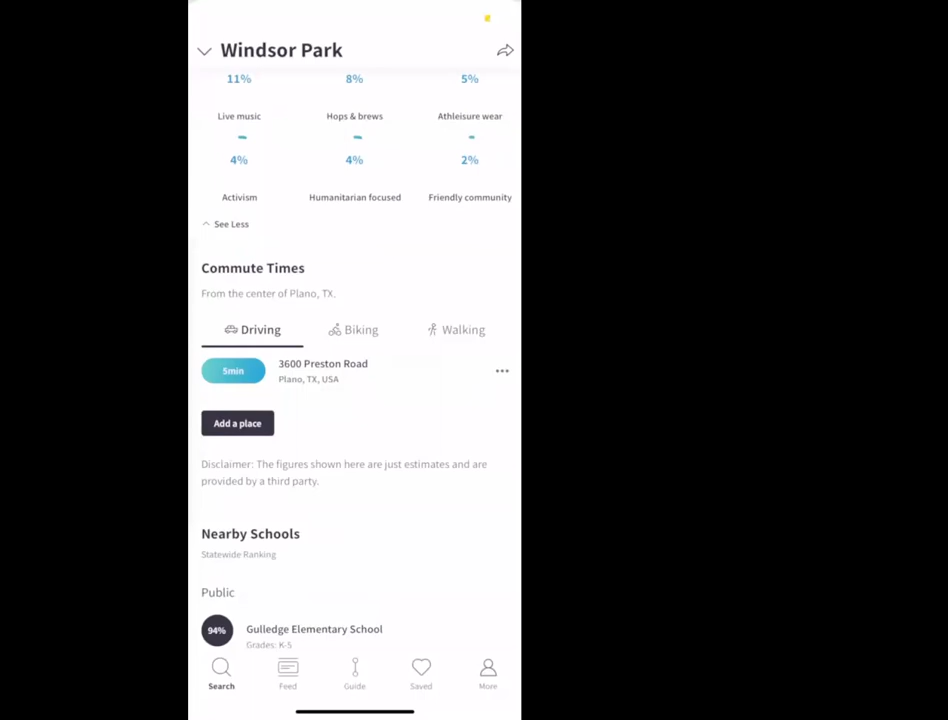 Windsor Park
11% 8% 5%
Live music Hops & brews Athleisure wear
4% 4% 2%
Activism Humanitarian focused Friendly community
See Less
Commute Times
From the center of Plano, TX.
Driving Biking Walking
5min 3600 Preston Road
Plano, TX, USA
Add a place
Disclaimer: The figures shown here are just estimates and are
provided by a third party.
Nearby Schools
Statewide Ranking
Public
94% Gulledge Elementary School
Grades: K-5
Search Feed Guide Saved More